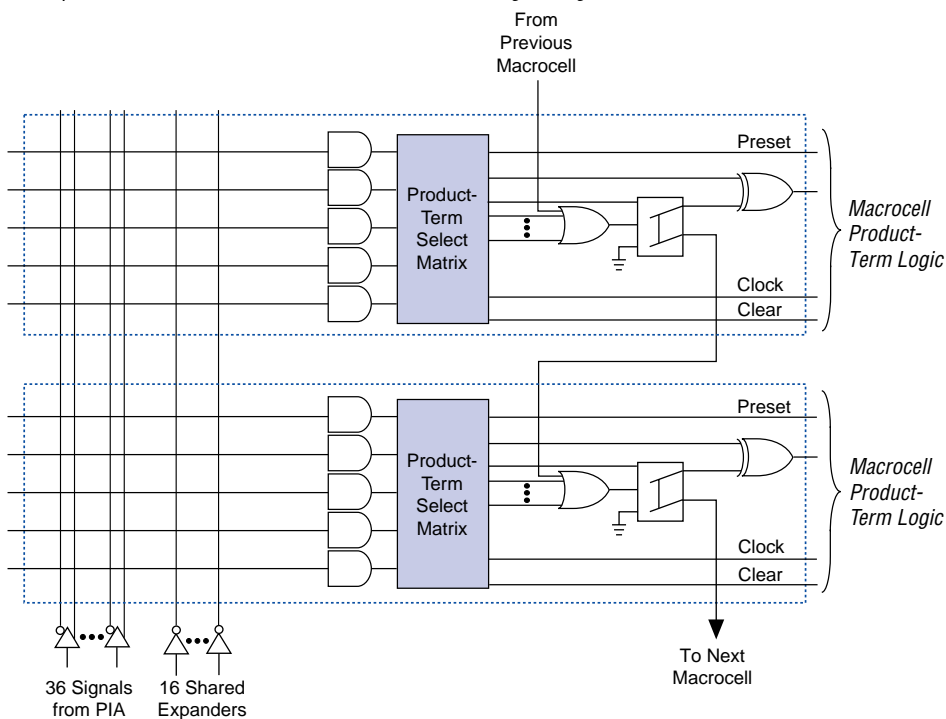 From
Previous
Macrocell
Preset
Product-
Term
Select
Matrix
Macrocell
Product-
Term Logic
Clock
Clear
Preset
Product-
Term
Select
Matrix
Macrocell
Product-
Term Logic
Clock
Clear
To Next
Macrocell
36 Signals
from PIA
16 Shared
Expanders